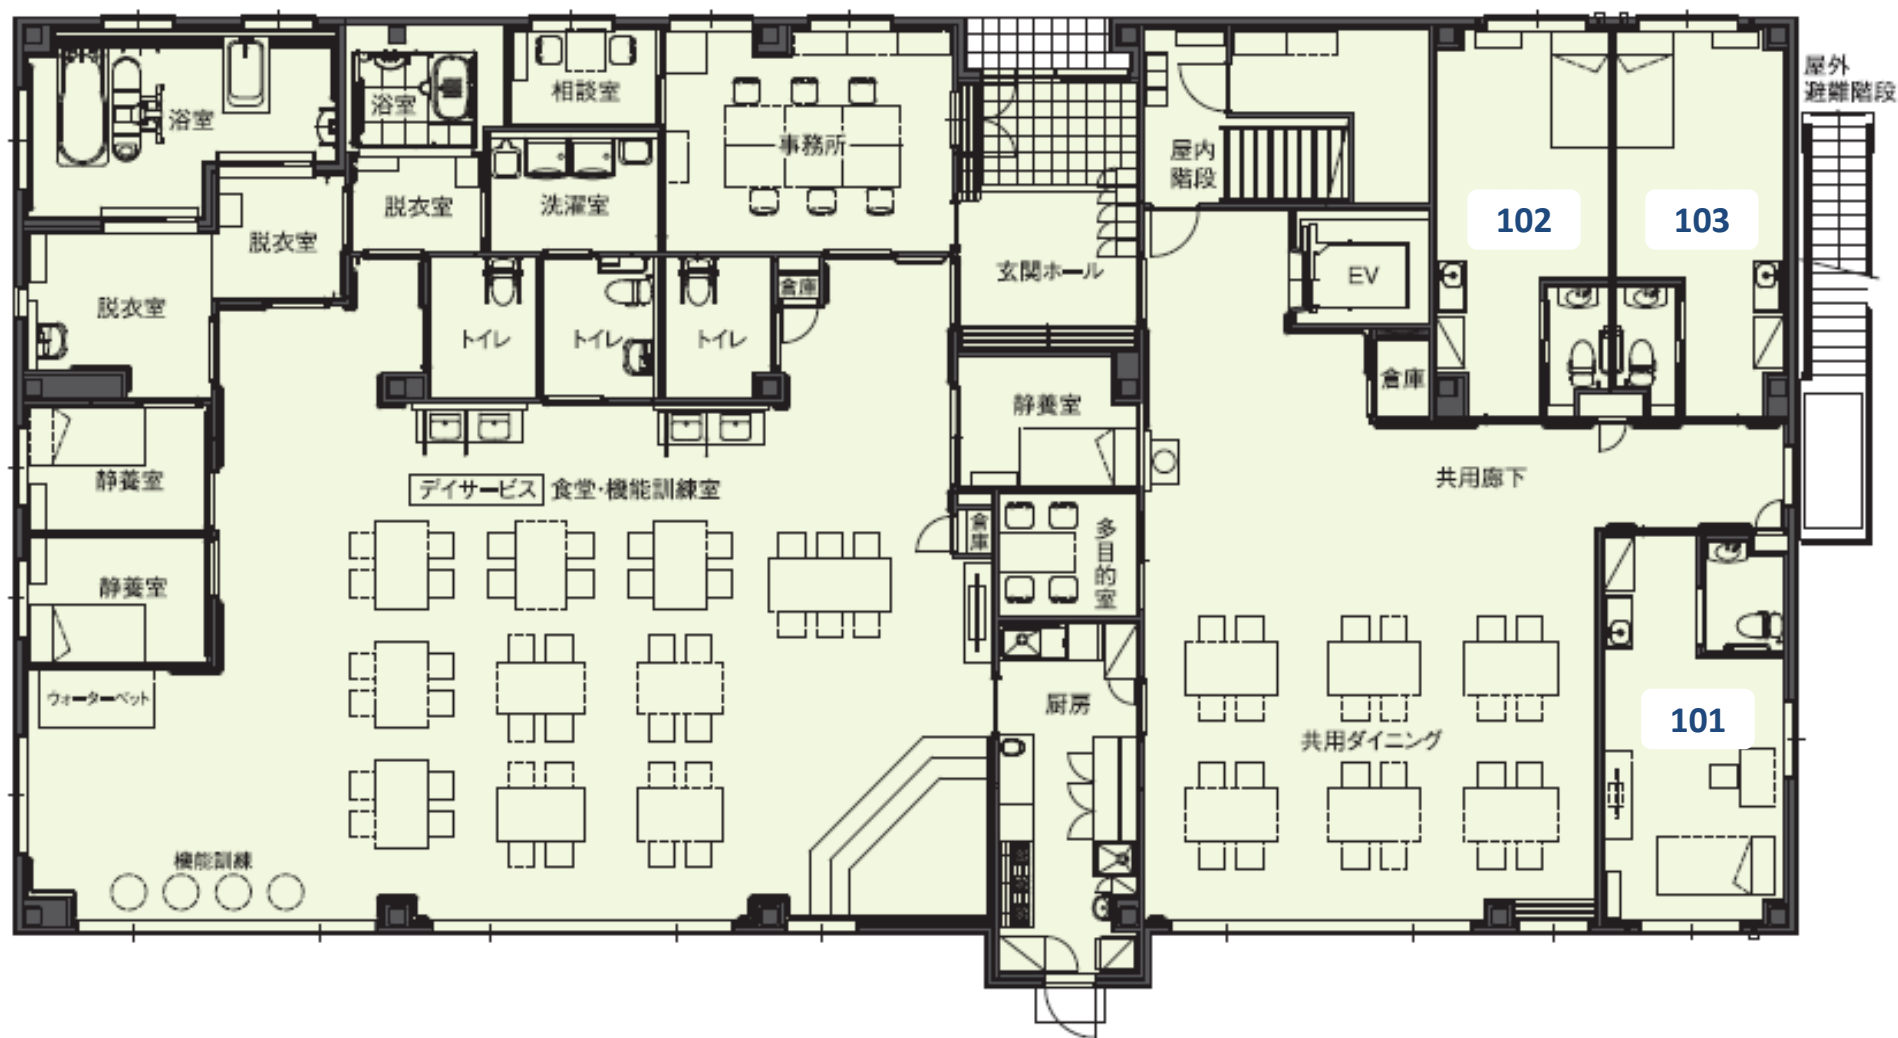 浴室
浴室
相談室
事務所
脱衣室
洗濯室
脱衣室
脱衣室
トイレ
トイレ
トイレ
倉庫
玄関ホール
屋内
階段
EV
102
103
屋外
避難階段
倉庫
静養室
静養室
静養室
デイサービス 食堂・機能訓練室
倉庫
多目的室
共用廊下
ウォーターベット
厨房
共用ダイニング
101
機能訓練